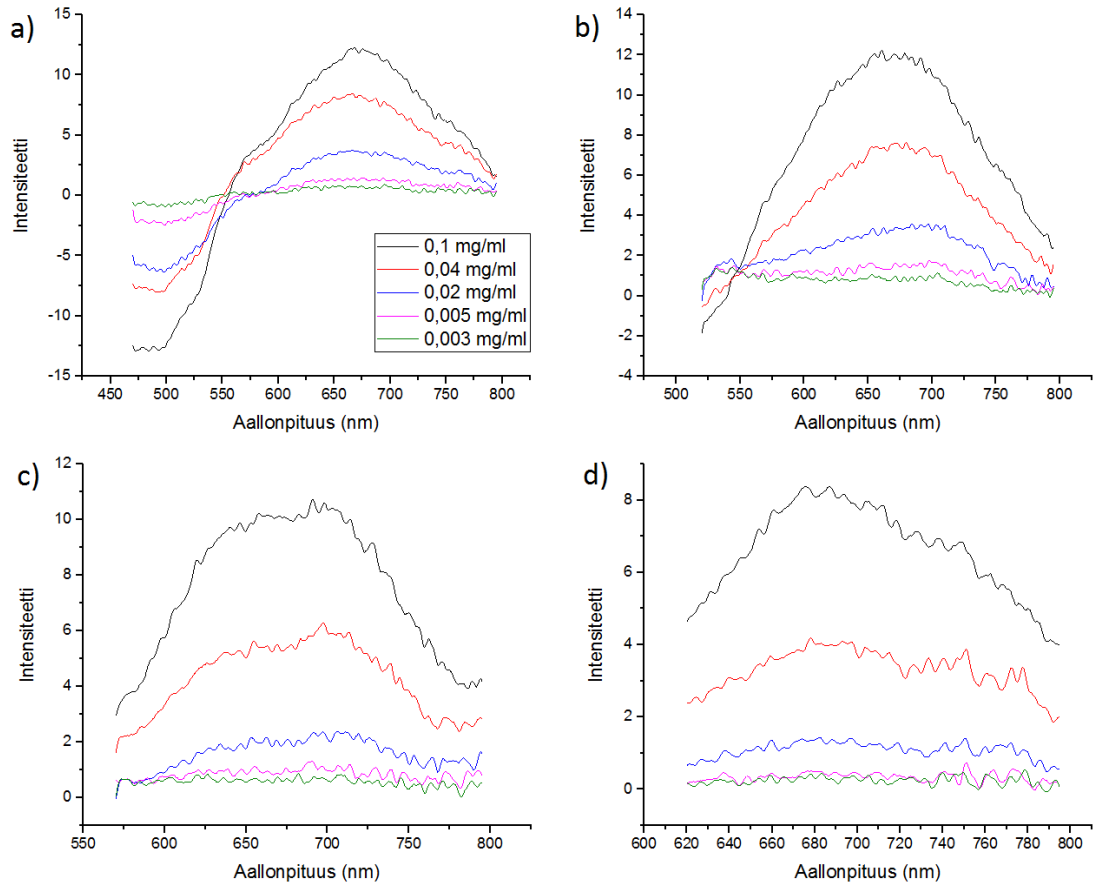 a)
Intensiteetti
15
10
5
0
-5
-10
-15
450 500 550 600 650 700 750 800
Aallonpituus (nm)
0,1 mg/ml
0,04 mg/ml
0,02 mg/ml
0,005 mg/ml
0,003 mg/ml
b)
Intensiteetti
14
12
10
8
6
4
2
0
-2
-4
500 550 600 650 700 750 800
Aallonpituus (nm)
c)
Intensiteetti
12
10
8
6
4
2
0
550 600 650 700 750 800
Aallonpituus (nm)
d)
Intensiteetti
8
6
4
2
0
600 620 640 660 680 700 720 740 760 780 800
Aallonpituus (nm)